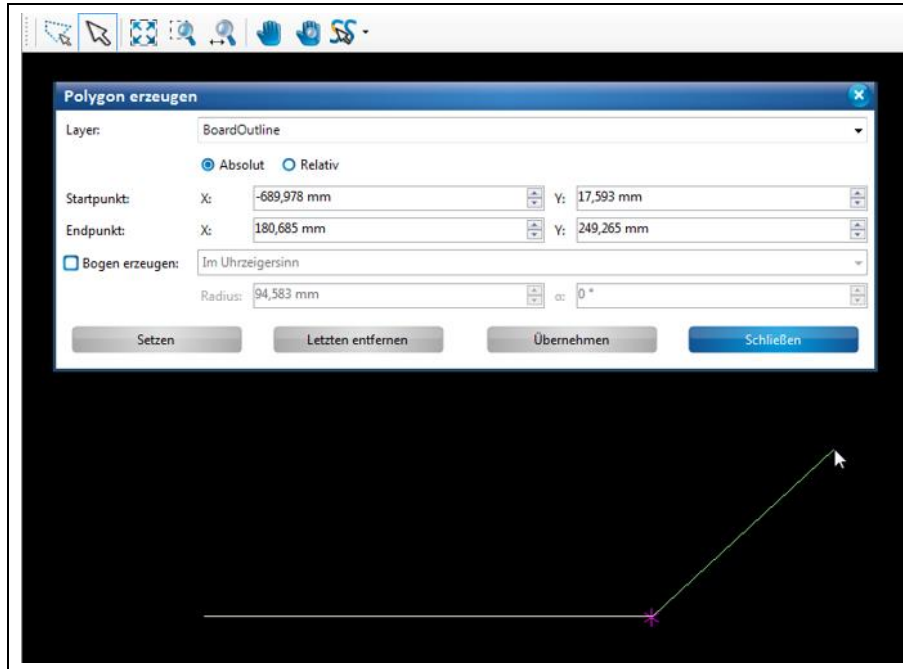 Polygon erzeugen
Layer: BoardOutline
Absolut Relativ
Startpunkt: X: -689,978 mm Y: 17,593 mm
Endpunkt: X: 180,685 mm Y: 249,265 mm
Bogen erzeugen: Im Uhrzeigersinn
Radius: 94,583 mm α: 0 °
Setzen Letzten entfernen Übernehmen Schließen